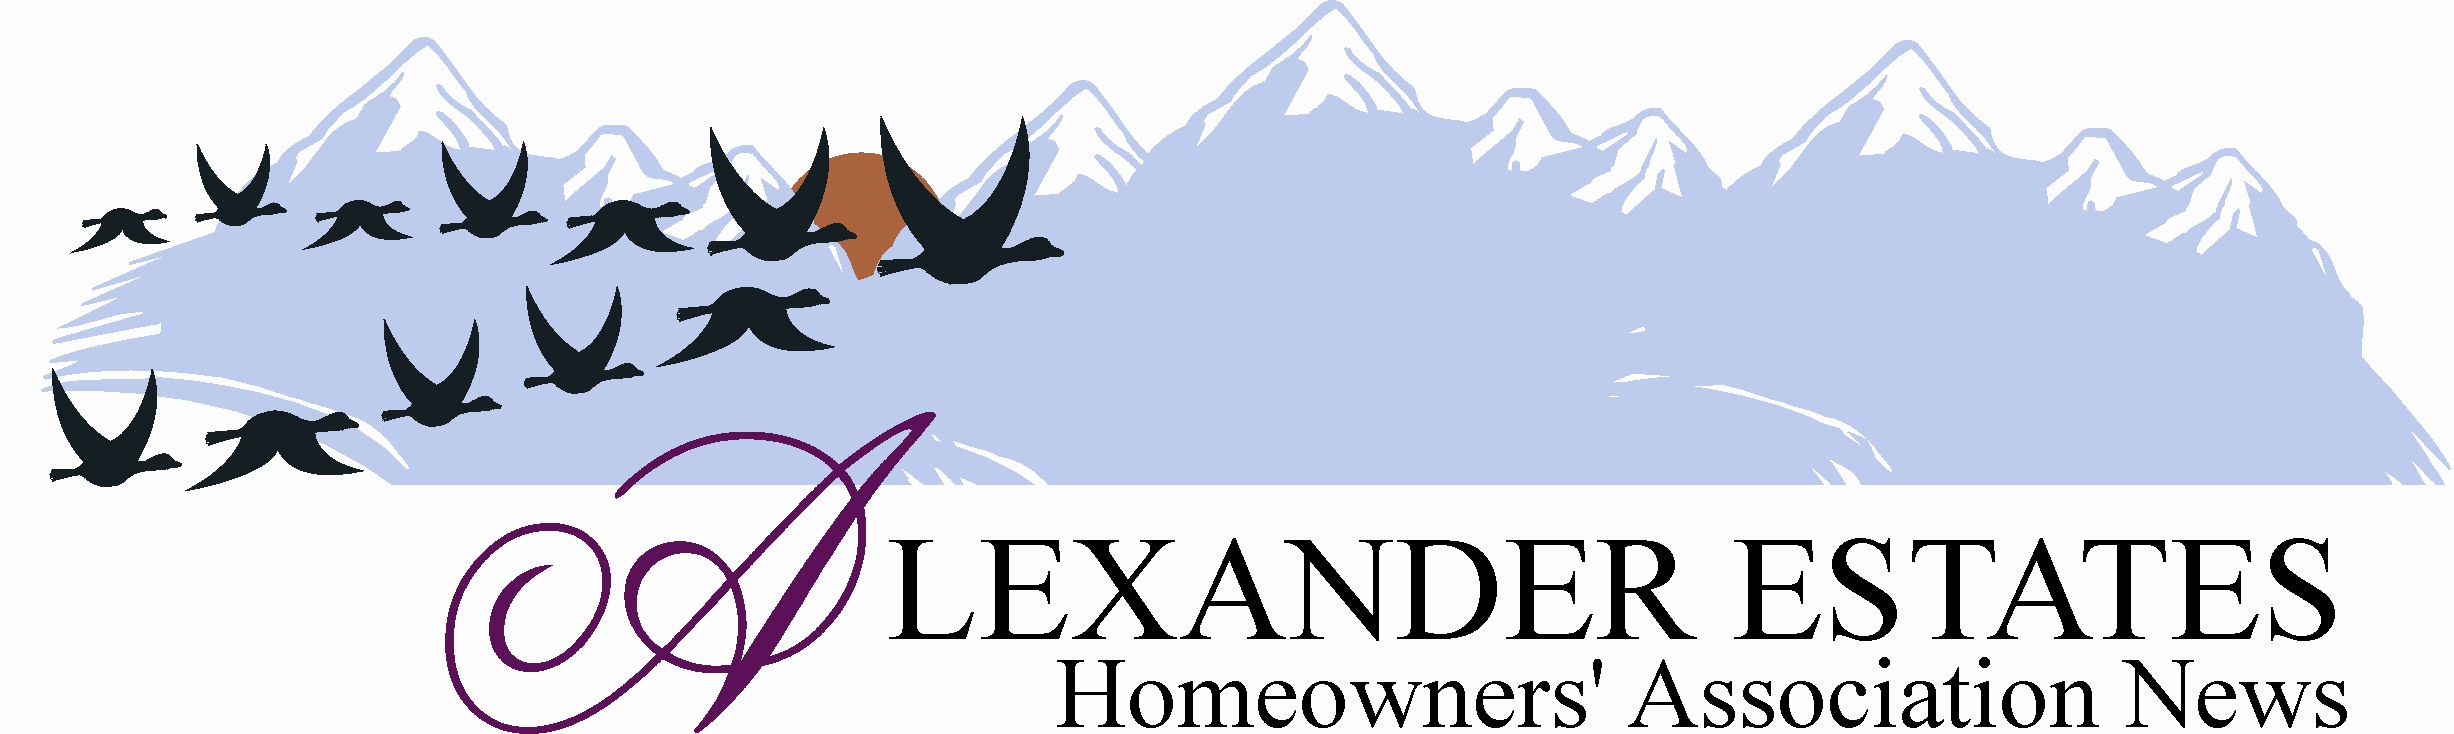 ALEXANDER ESTATES
Homeowners' Association News